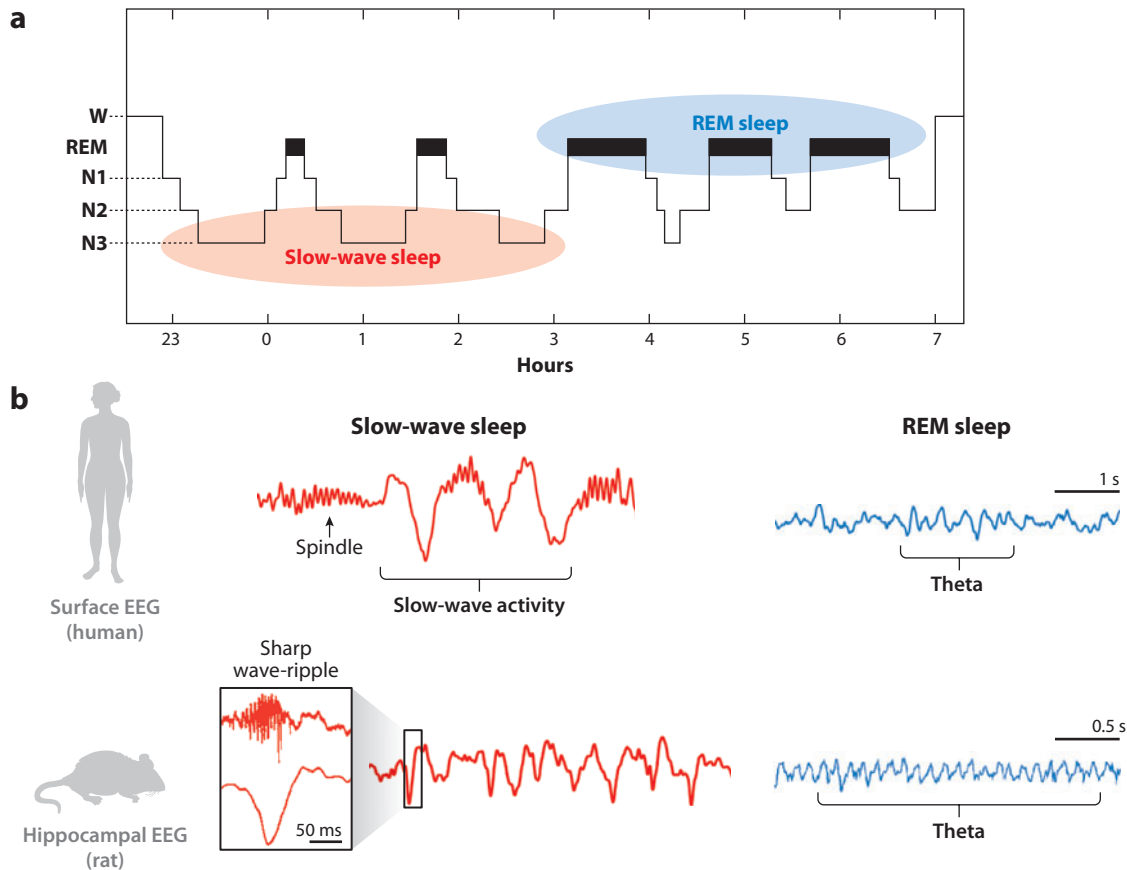 a
W
REM
N1
N2
N3
REM sleep
Slow-wave sleep
23 0 1 2 3 4 5 6 7
Hours
b
Slow-wave sleep
REM sleep
1 s
Spindle
Slow-wave activity
Theta
Surface EEG
(human)
Sharp
wave-ripple
50 ms
0.5 s
Theta
Hippocampal EEG
(rat)